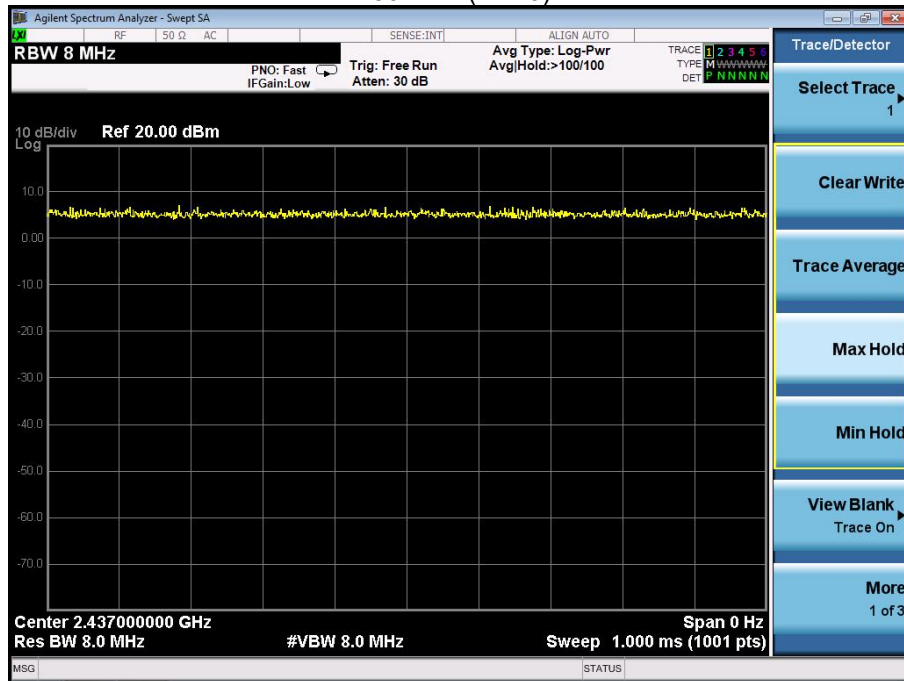 Agilent Spectrum Analyzer - Swept SA
LXI RF 50 Ω AC SENSE:INT ALIGN AUTO
RBW 8 MHz
PNO: Fast
IFGain:Low
Trig: Free Run
Atten: 30 dB
Avg Type: Log-Pwr
Avg|Hold:>100/100
TRACE 1 2 3 4 5 6
TYPE M WWWWW
DET P N N N N N
10 dB/div Ref 20.00 dBm
Log
10.0
0.00
-10.0
-20.0
-30.0
-40.0
-50.0
-60.0
-70.0
Center 2.437000000 GHz Span 0 Hz
Res BW 8.0 MHz #VBW 8.0 MHz Sweep 1.000 ms (1001 pts)
MSG STATUS
Trace/Detector
Select Trace
1
Clear Write
Trace Average
Max Hold
Min Hold
View Blank
Trace On
More
1 of 3